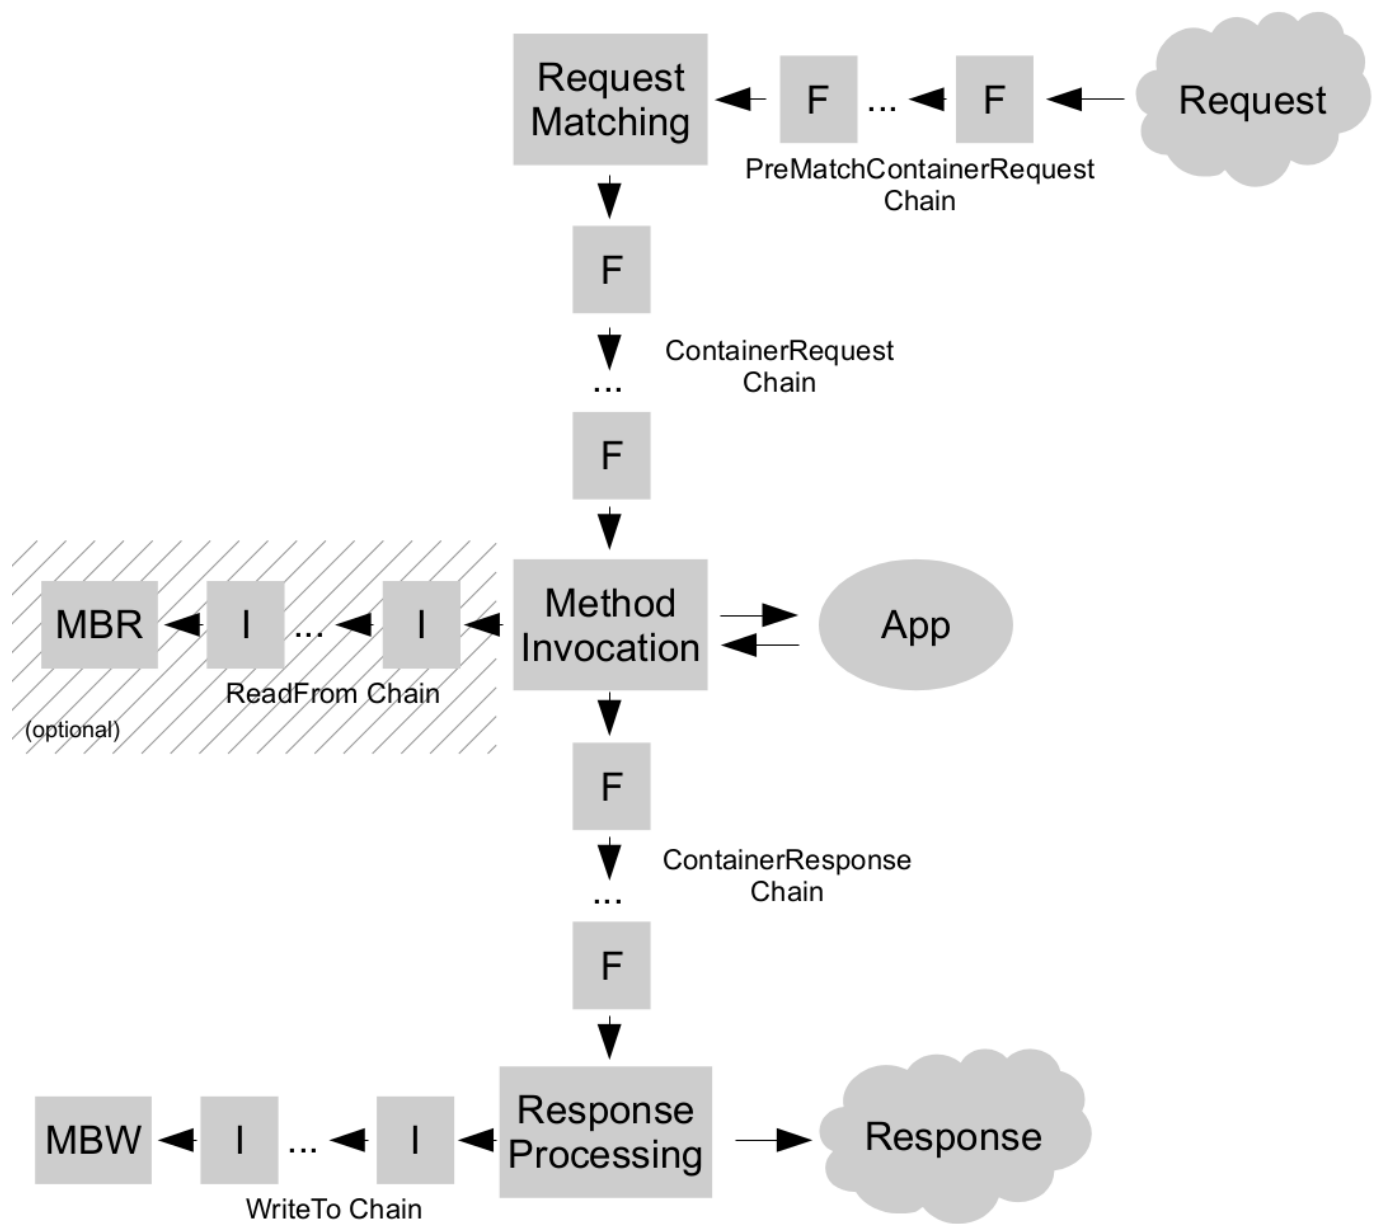 Request
Matching
F
...
F
Request
PreMatchContainerRequest
Chain
F
ContainerRequest
Chain
...
F
MBR
I
...
I
Method
Invocation
App
ReadFrom Chain
(optional)
F
ContainerResponse
Chain
...
F
MBW
I
...
I
Response
Processing
Response
WriteTo Chain